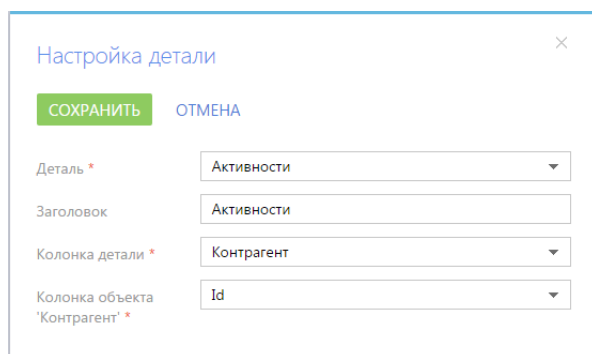 Настройка детали
СОХРАНИТЬ ОТМЕНА
Деталь * Активности
Заголовок Активности
Колонка детали * Контрагент
Колонка объекта 'Контрагент' * Id